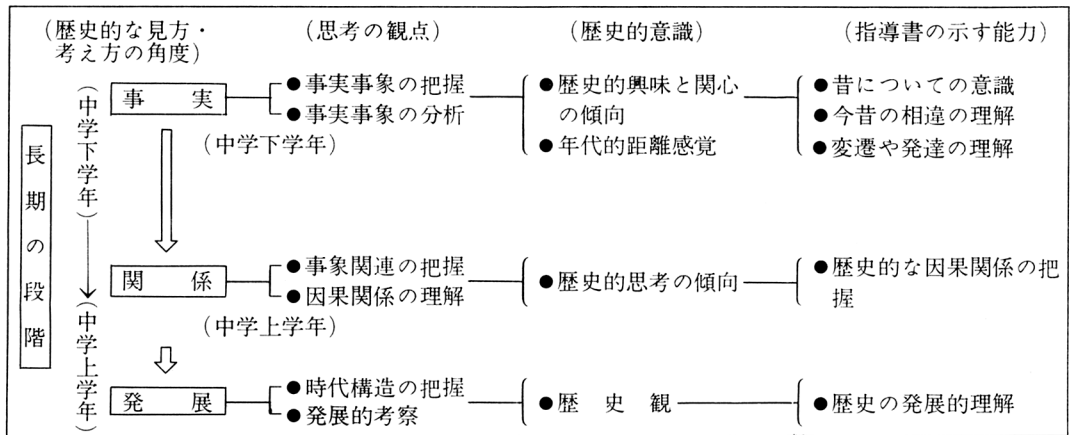 （歴史的な見方・
考え方の角度）
（思考の観点）
（歴史的意識）
（指導書の示す能力）
長期の段階
（中学下学年）
（中学上学年）
事実
●事実事象の把握
●事実事象の分析
●歴史的興味と関心
の傾向
●年代的距離感覚
●昔についての意識
●今昔の相違の理解
●変遷や発達の理解
（中学下学年）
関係
●事象関連の把握
●因果関係の理解
●歴史的思考の傾向
●歴史的な因果関係の把
握
（中学上学年）
発展
●時代構造の把握
●発展的考察
●歴史観
●歴史の発展的理解